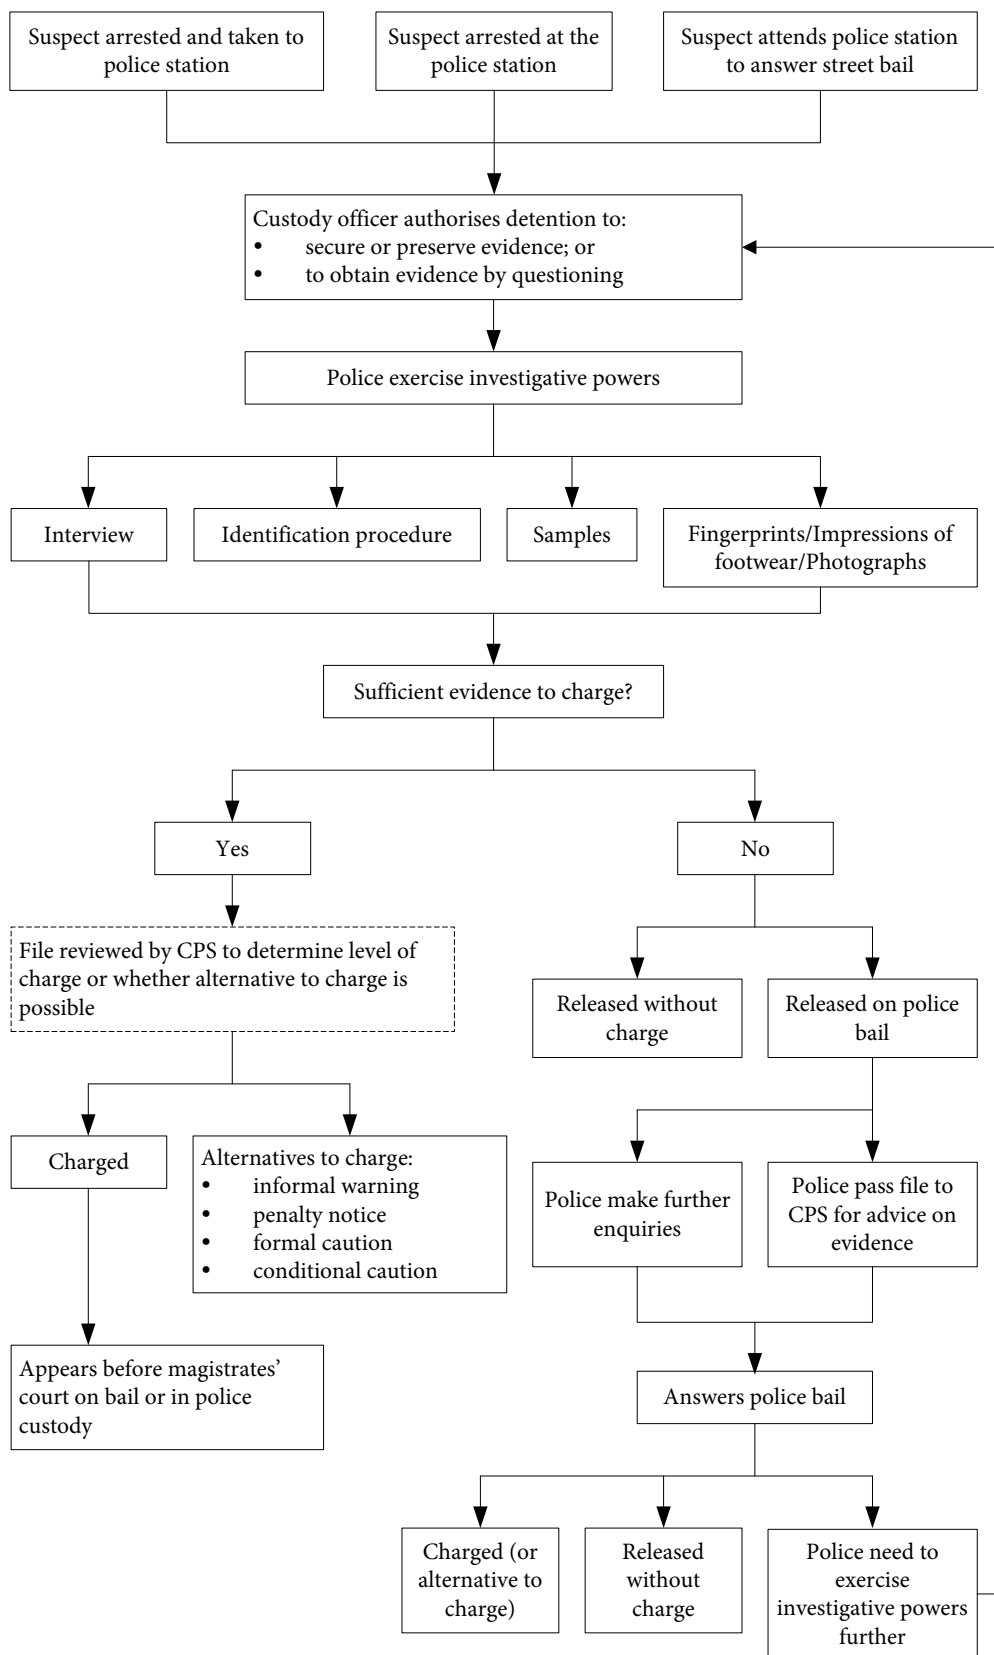 Suspect arrested and taken to
police station
Suspect arrested at the
police station
Suspect attends police station
to answer street bail
Custody officer authorises detention to:
• secure or preserve evidence; or
• to obtain evidence by questioning
Police exercise investigative powers
Interview
Identification procedure
Samples
Fingerprints/Impressions of
footwear/Photographs
Sufficient evidence to charge?
Yes
No
File reviewed by CPS to determine level of
charge or whether alternative to charge is
possible
Released without
charge
Released on police
bail
Charged
Alternatives to charge:
• informal warning
• penalty notice
• formal caution
• conditional caution
Police make further
enquiries
Police pass file to
CPS for advice on
evidence
Appears before magistrates’
court on bail or in police
custody
Answers police bail
Charged (or
alternative to
charge)
Released
without
charge
Police need to
exercise
investigative powers
further